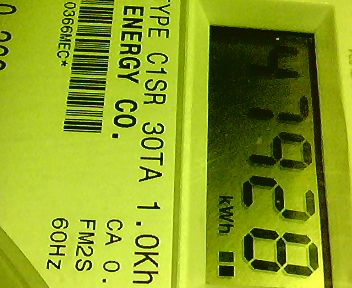 47928
kWh
TYPE C1SR 30TA 1.0Kh
ENERGY CO.
CA 0.
FM2S
60Hz
0366MEC*